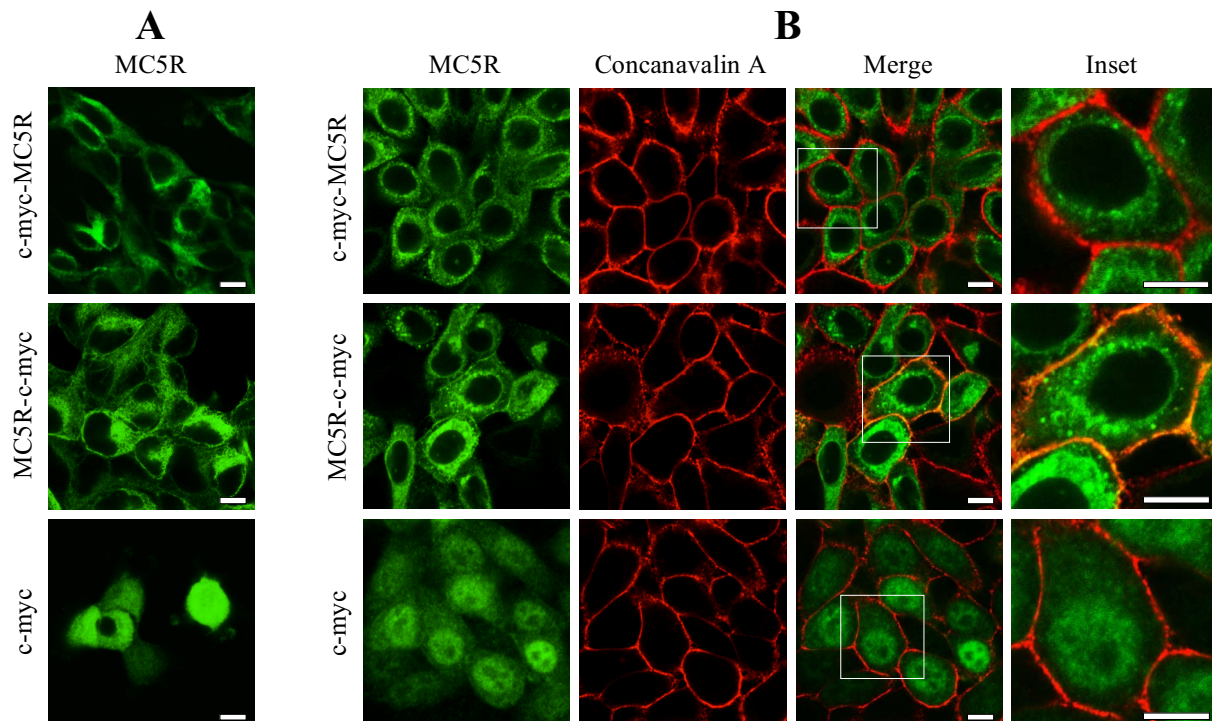 A
B
MC5R
MC5R
Concanavalin A
Merge
Inset
c-myc-MC5R
c-myc-MC5R
MC5R-c-myc
MC5R-c-myc
c-myc
c-myc